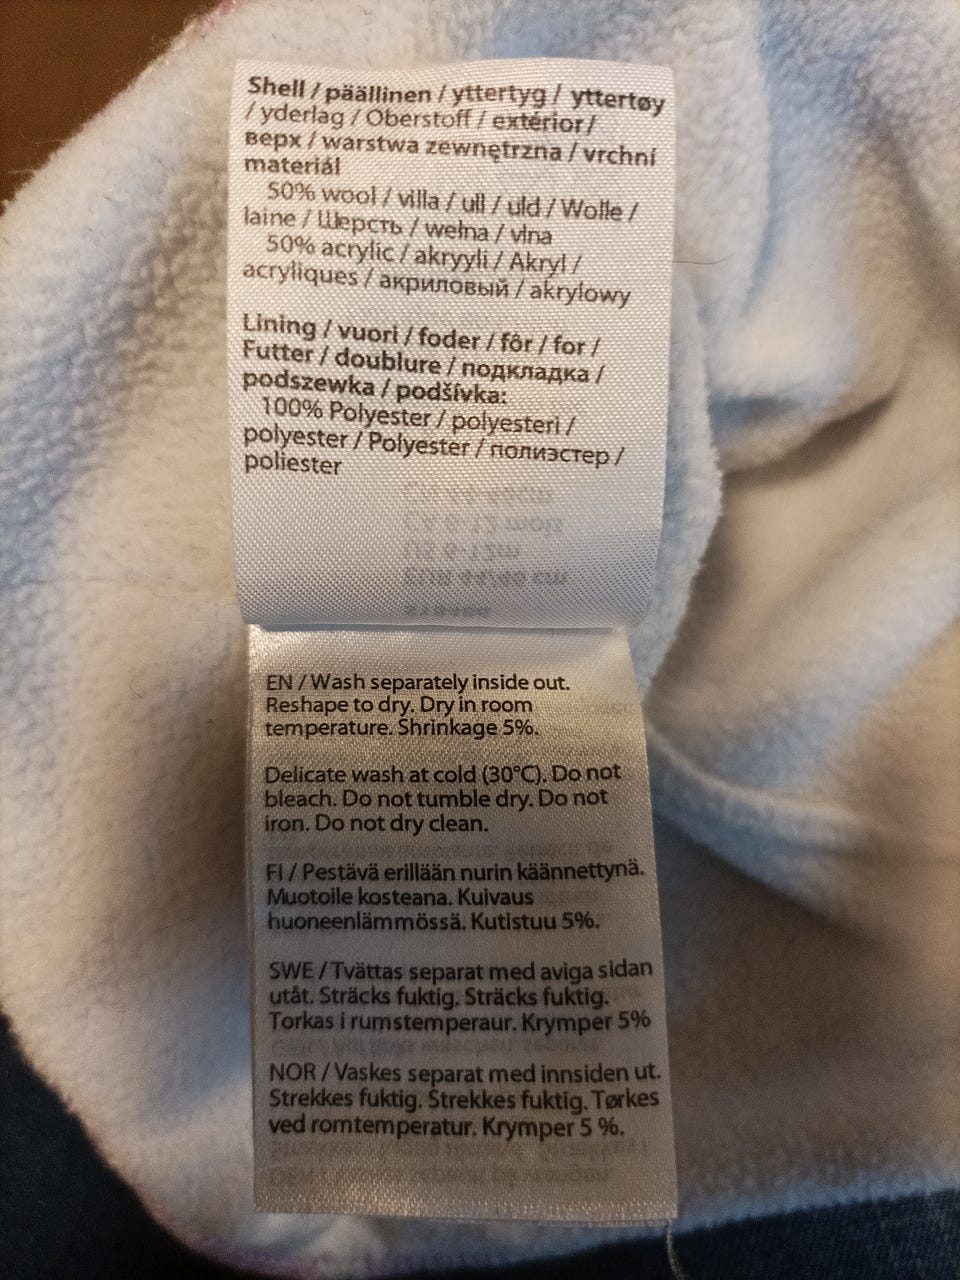 Shell / päällinen / yttertyg / yttertøy
/ yderlag / Oberstoff / extérior /
верх / warstwa zewnętrzna / vrchní
materiál
50% wool / villa / ull / uld / Wolle /
laine / Шерсть / wełna / vlna
50% acrylic / akryyli / Akryl /
acryliques / акриловый / akrylowy
Lining / vuori / foder / fôr / for /
Futter / doublure / подкладка /
podszewka / podšívka:
100% Polyester / polyesteri /
polyester / Polyester / полиэстер /
poliester
EN / Wash separately inside out.
Reshape to dry. Dry in room
temperature. Shrinkage 5%.
Delicate wash at cold (30°C). Do not
bleach. Do not tumble dry. Do not
iron. Do not dry clean.
FI / Pestävä erillään nurin käännettynä.
Muotoile kosteana. Kuivaus
huoneenlämmössä. Kutistuu 5%.
SWE / Tvättas separat med aviga sidan
utåt. Sträcks fuktig. Sträcks fuktig.
Torkas i rumstemperaur. Krymper 5%
NOR / Vaskes separat med innsiden ut.
Strekkes fuktig. Strekkes fuktig. Tørkes
ved romtemperatur. Krymper 5 %.